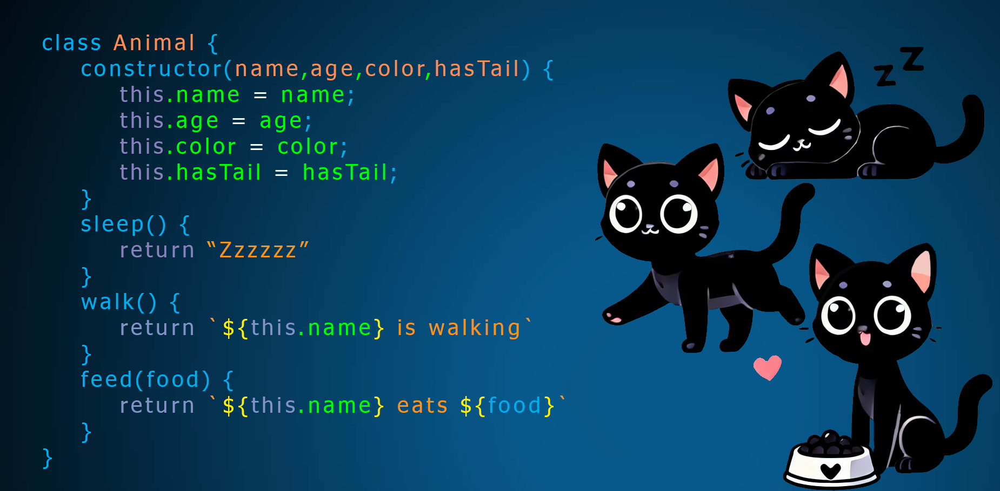 class Animal {
constructor(name,age,color,hasTail) {
this.name = name;
this.age = age;
this.color = color;
this.hasTail = hasTail;
}
sleep() {
return “Zzzzzz”
}
walk() {
return `${this.name} is walking`
}
feed(food) {
return `${this.name} eats ${food}`
}
}
z Z